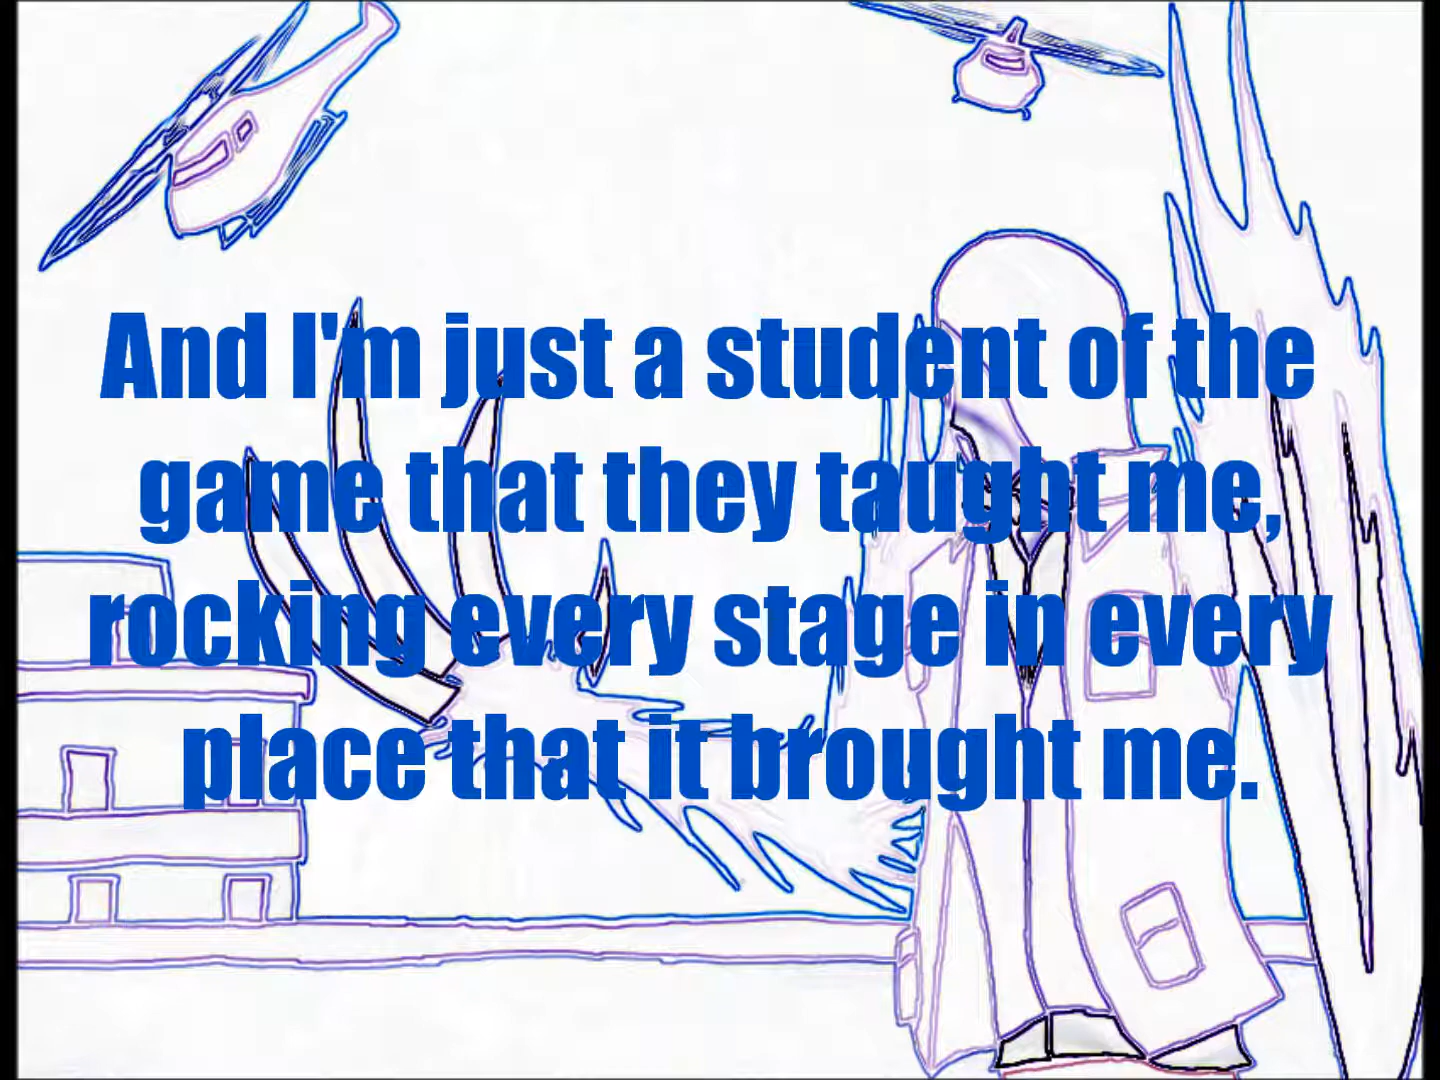 And I'm just a student of the
game that they taught me,
rocking every stage in every
place that it brought me.